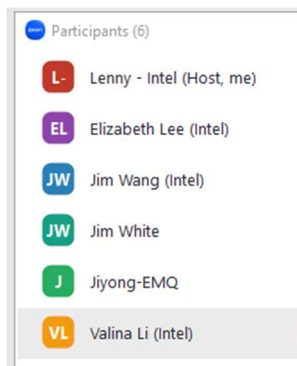 Participants (6)
L- Lenny - Intel (Host, me)
EL Elizabeth Lee (Intel)
JW Jim Wang (Intel)
JW Jim White
J Jiyong-EMQ
VL Valina Li (Intel)